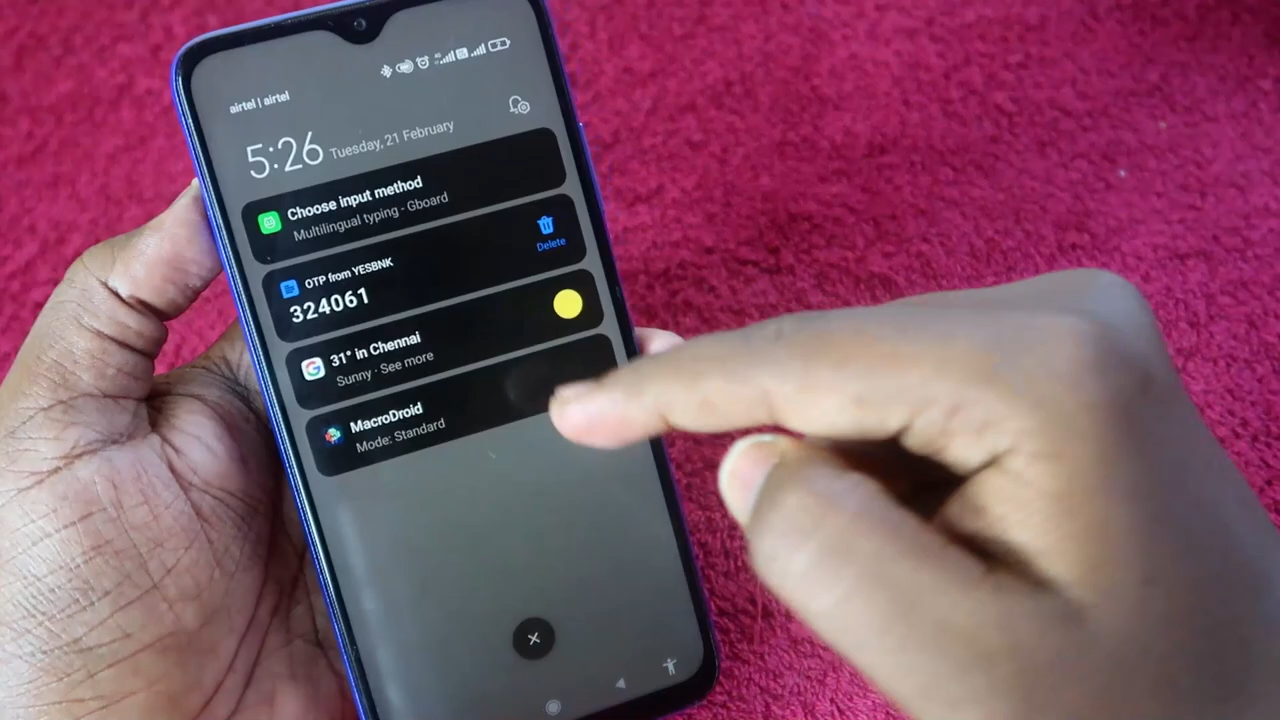 airtel | airtel
5:26 Tuesday, 21 February
Choose input method
Multilingual typing - Gboard
OTP from YESBNK
324061
Delete
31° in Chennai
Sunny · See more
MacroDroid
Mode: Standard